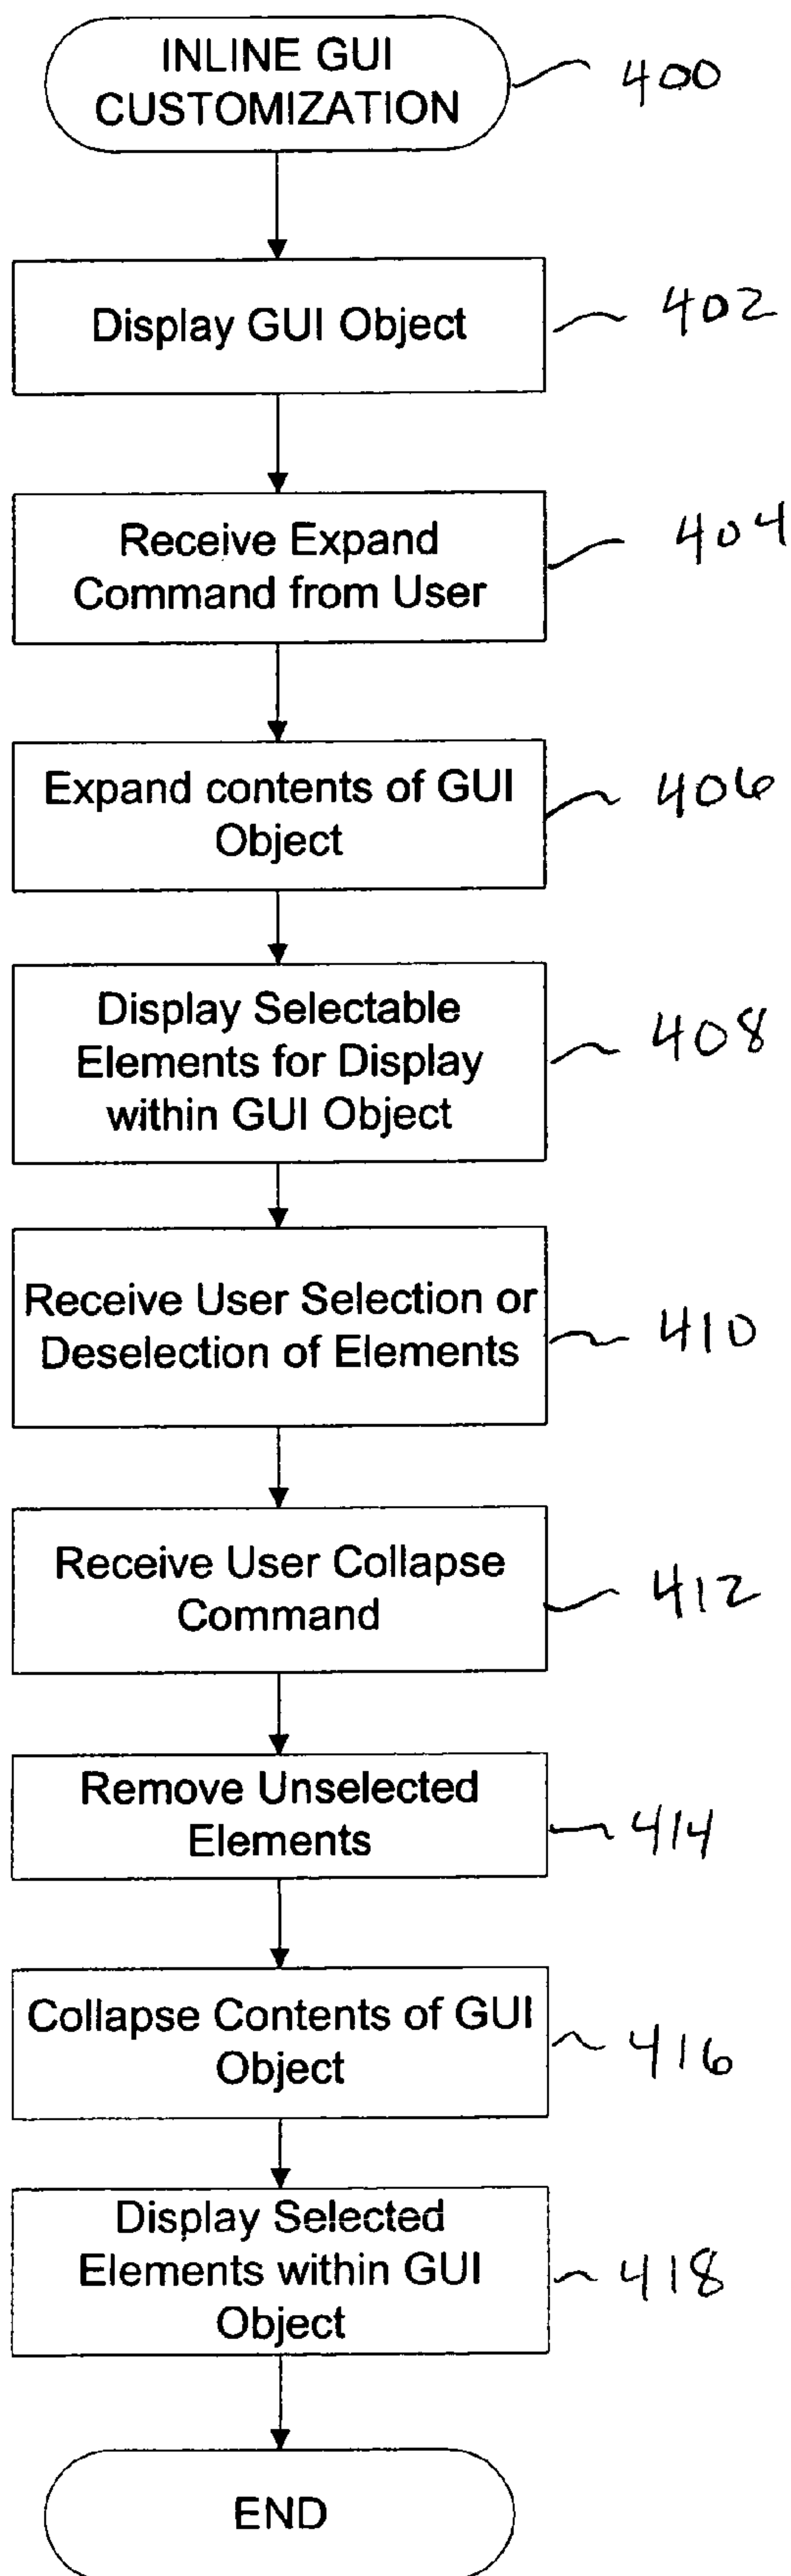 INLINE GUI
CUSTOMIZATION
400
Display GUI Object
402
Receive Expand
Command from User
404
Expand contents of GUI
Object
406
Display Selectable
Elements for Display
within GUI Object
408
Receive User Selection or
Deselection of Elements
410
Receive User Collapse
Command
412
Remove Unselected
Elements
414
Collapse Contents of GUI
Object
416
Display Selected
Elements within GUI
Object
418
END